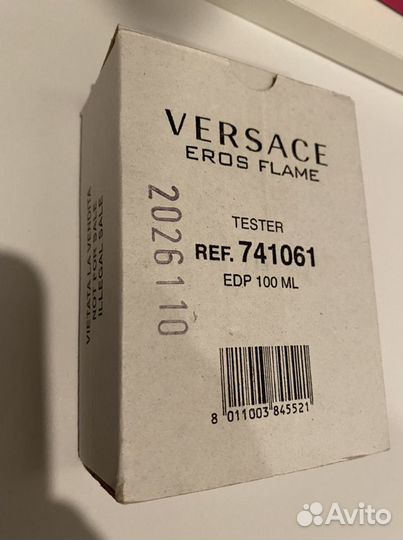 VERSACE
EROS FLAME
TESTER
REF. 741061
EDP 100 ML
8 011003 845521
2026110
VIETATA LA VENDITA
NOT FOR SALE
ILLEGAL SALE
Avito